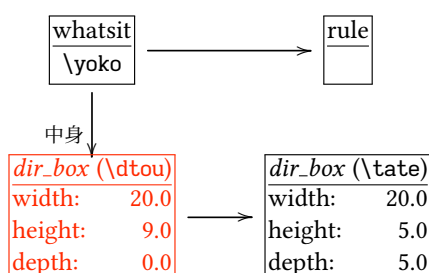 whatsit
\yoko
rule
中身
dir_box (\dtou)
width: 20.0
height: 9.0
depth: 0.0
dir_box (\tate)
width: 20.0
height: 5.0
depth: 5.0